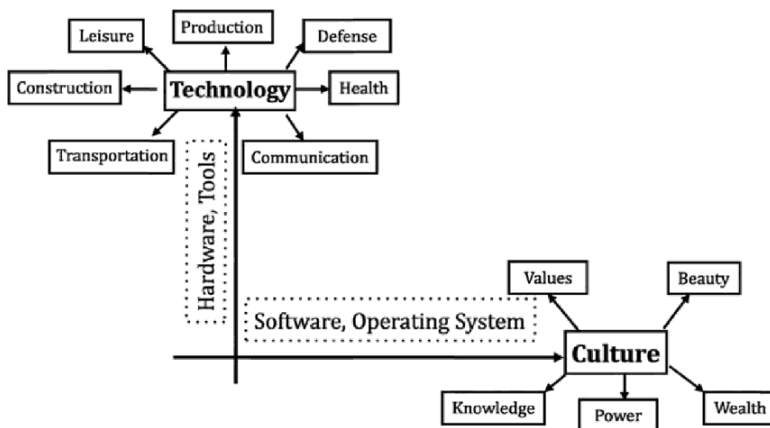 Production
Leisure
Defense
Construction
Technology
Health
Transportation
Communication
Hardware, Tools
Values
Beauty
Software, Operating System
Culture
Knowledge
Power
Wealth